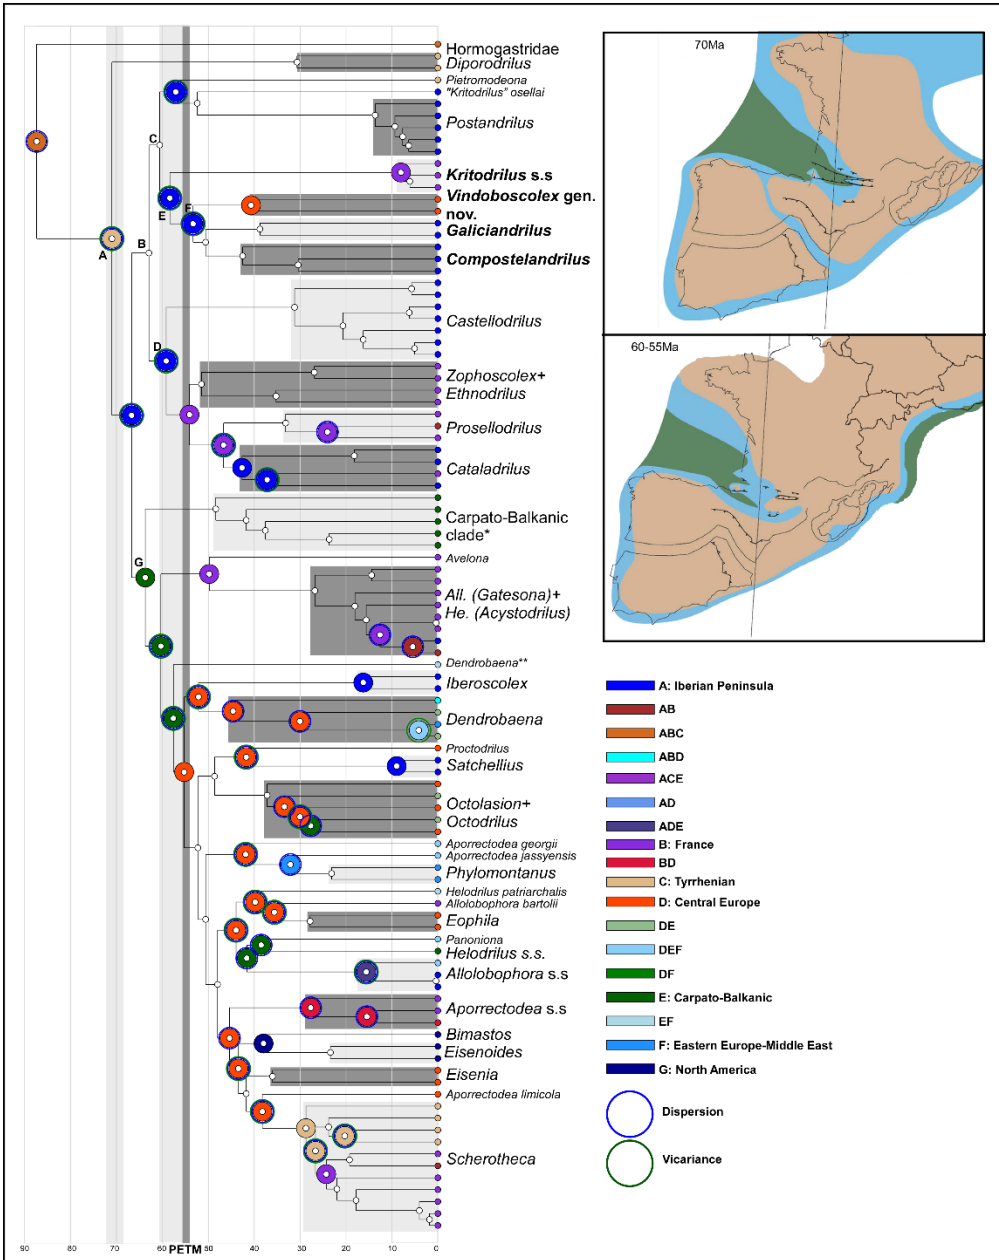 Hormogastridae
Diporodrilus
Pietromodeona
"Kritodrilus" osellai
Postandrilus
Kritodrilus s.s
Vindoboscolex gen.
nov.
Galiciandrilus
Compostelandrilus
Castellodrilus
Zophoscolex+
Ethnodrilus
Prosellodrilus
Cataladrilus
Carpato-Balkanic
clade*
Avelona
All. (Gatesona)+
He. (Acystodrilus)
Dendrobaena**
Iberoscolex
Dendrobaena
Proctodrilus
Satchellius
Octolasion+
Octodrilus
Aporrectodea georgii
Aporrectodea jassyensis
Phylomontanus
Helodrilus patriarchalis
Allolobophora bartolii
Eophila
Panoniona
Helodrilus s.s.
Allolobophora s.s
Aporrectodea s.s
Bimastos
Eisenoides
Eisenia
Aporrectodea limicola
Scherotheca
A
B
C
D
E
F
G
90 80 70 60 PETM 50 40 30 20 10 0
70Ma
60-55Ma
A: Iberian Peninsula
AB
ABC
ABD
ACE
AD
ADE
B: France
BD
C: Tyrrhenian
D: Central Europe
DE
DEF
DF
E: Carpato-Balkanic
EF
F: Eastern Europe-Middle East
G: North America
Dispersion
Vicariance